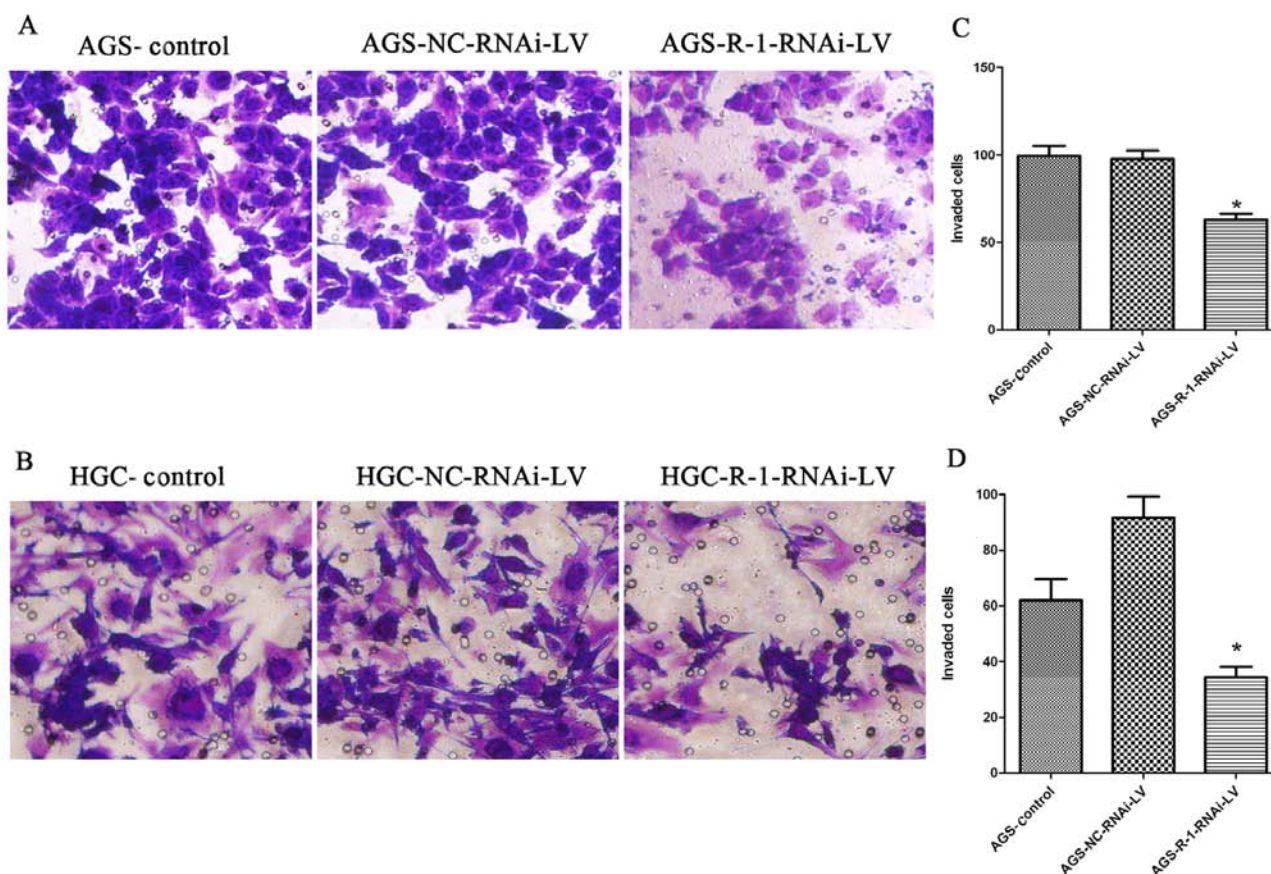 A
AGS- control
AGS-NC-RNAi-LV
AGS-R-1-RNAi-LV
C
150
100
50
0
Invaded cells
*
AGS-Control
AGS-NC-RNAi-LV
AGS-R-1-RNAi-LV
B
HGC- control
HGC-NC-RNAi-LV
HGC-R-1-RNAi-LV
D
100
80
60
40
20
0
Invaded cells
*
AGS-control
AGS-NC-RNAi-LV
AGS-R-1-RNAi-LV